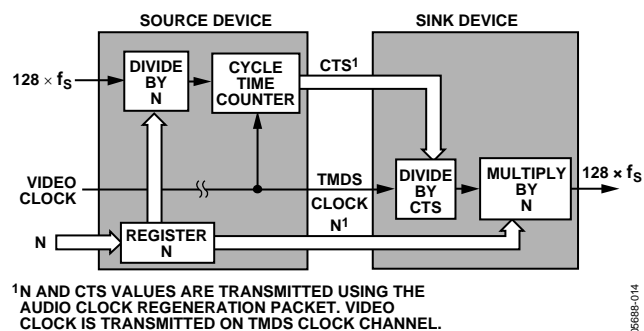 SOURCE DEVICE
SINK DEVICE
128 × fS
DIVIDE
BY
N
CYCLE
TIME
COUNTER
CTS1
VIDEO
CLOCK
TMDS
CLOCK
N1
DIVIDE
BY
CTS
MULTIPLY
BY
N
128 × fS
N
REGISTER
N
1N AND CTS VALUES ARE TRANSMITTED USING THE
AUDIO CLOCK REGENERATION PACKET. VIDEO
CLOCK IS TRANSMITTED ON TMDS CLOCK CHANNEL.